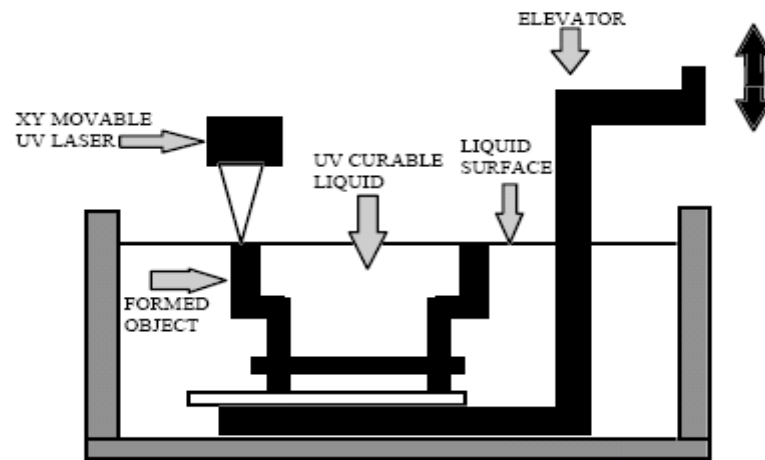 ELEVATOR
XY MOVABLE
UV LASER
UV CURABLE
LIQUID
LIQUID
SURFACE
FORMED
OBJECT